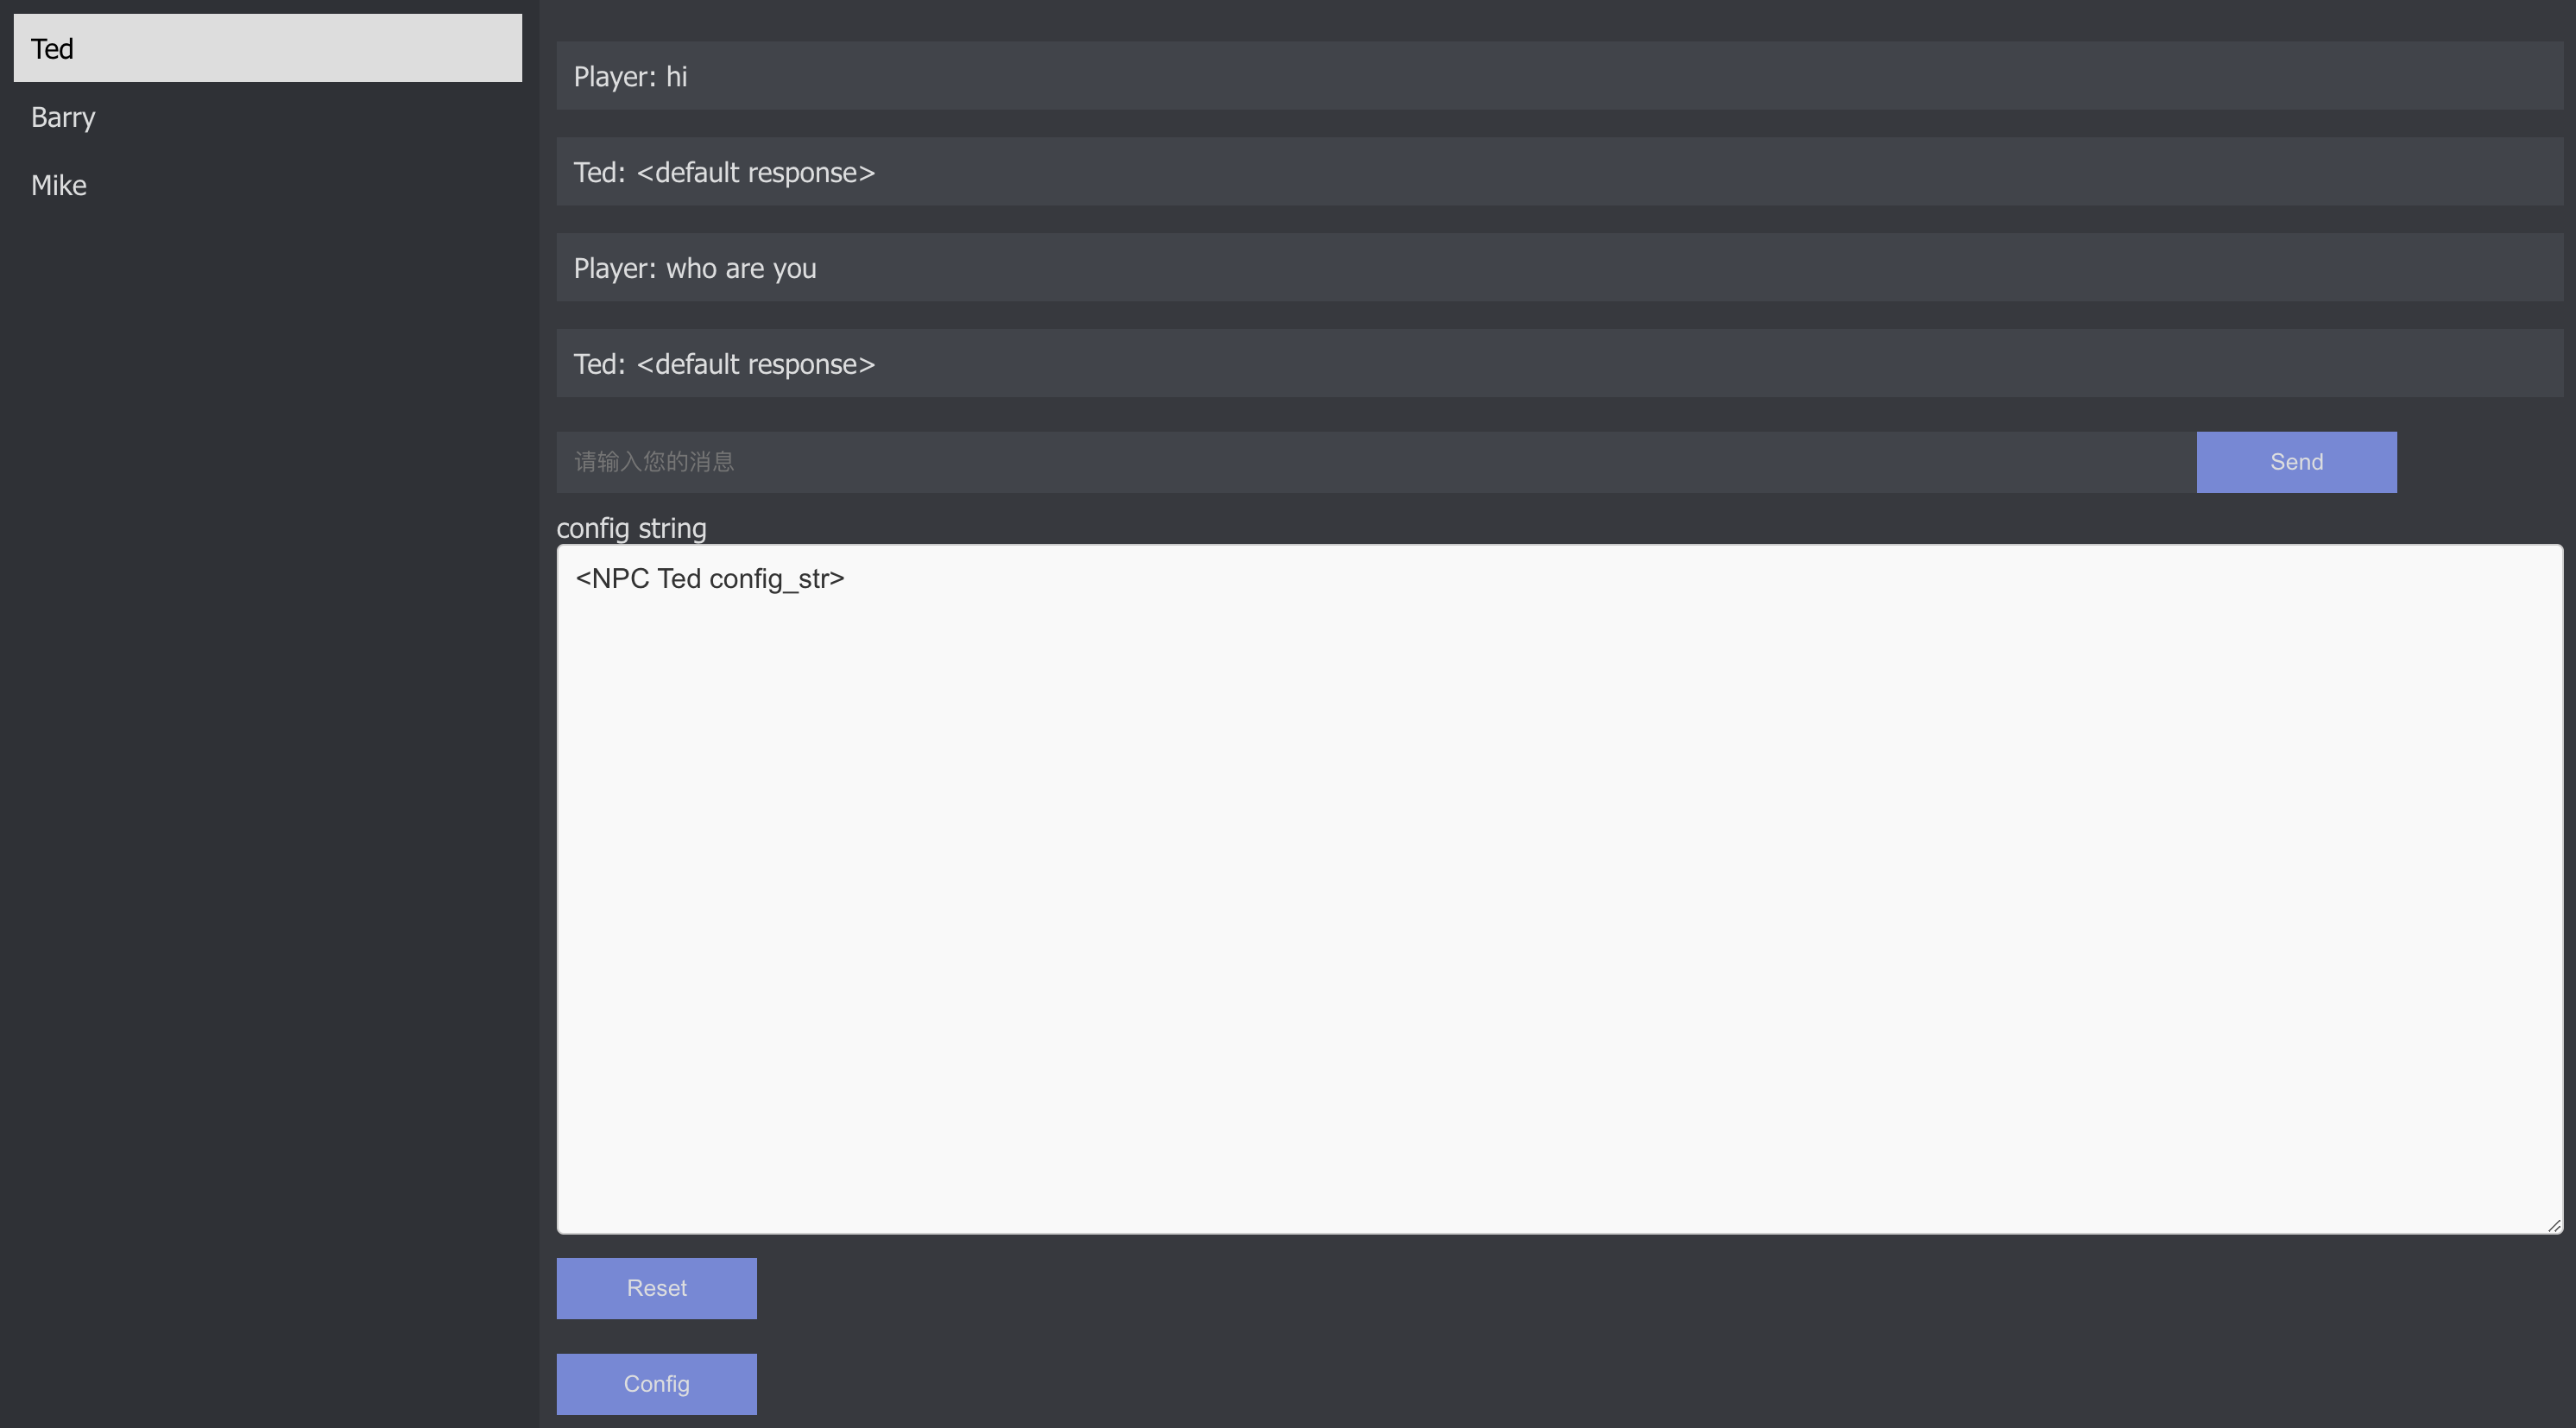 Ted
Barry
Mike
Player: hi
Ted: <default response>
Player: who are you
Ted: <default response>
请输入您的消息
Send
config string
<NPC Ted config_str>
Reset
Config